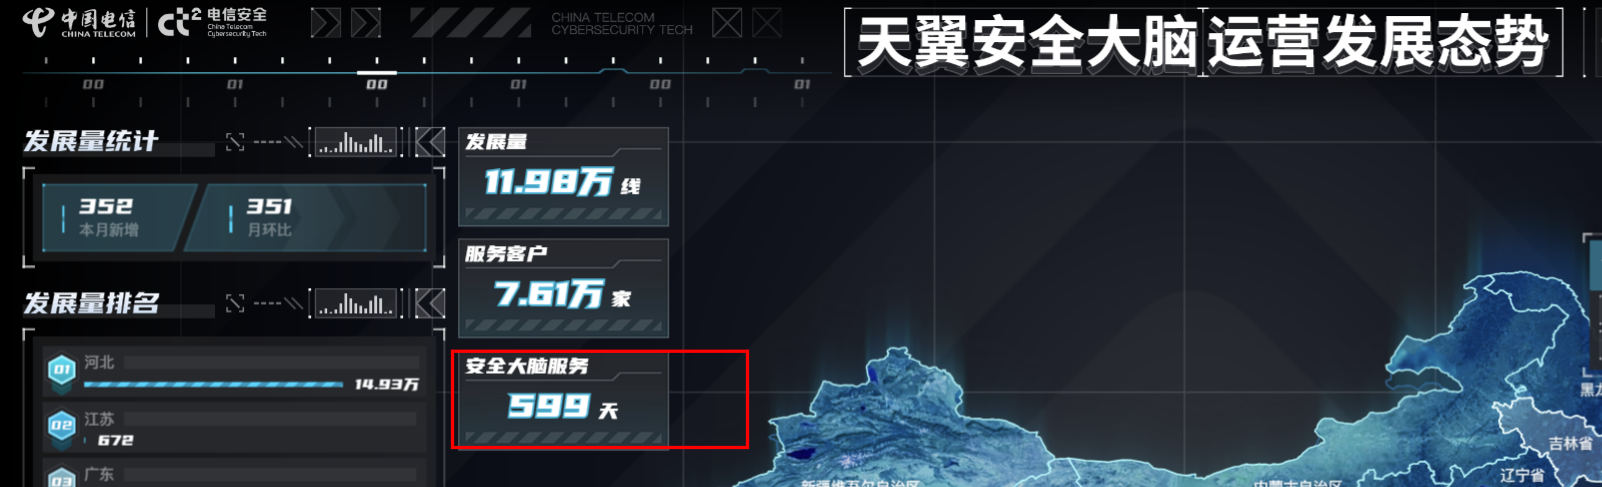 中国电信
CHINA TELECOM
ct²
电信安全
China Telecom
Cybersecurity Tech
CHINA TELECOM
CYBERSECURITY TECH
天翼安全大脑 运营发展态势
00 01 00 01 00 01
发展量统计
352
本月新增
351
月环比
发展量
11.98万 线
服务客户
7.61万 家
安全大脑服务
599 天
发展量排名
01 河北
14.93万
02 江苏
672
03 广东
新疆维吾尔自治区
内蒙古自治区
吉林省
辽宁省